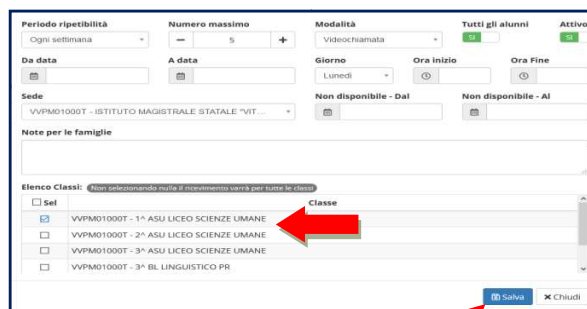 Periodo ripetibilità Numero massimo Modalità Tutti gli alunni Attivo
Ogni settimana 5 Videochiamata SI SI
Da data A data Giorno Ora inizio Ora Fine
Lunedì
Sede Non disponibile - Dal Non disponibile - Al
VVPM01000T - ISTITUTO MAGISTRALE STATALE "VIT...
Note per le famiglie
Elenco Classi: (Non selezionando nulla il ricevimento varrà per tutte le classi)
Sel Classe
VVPM01000T - 1^ ASU LICEO SCIENZE UMANE
VVPM01000T - 2^ ASU LICEO SCIENZE UMANE
VVPM01000T - 3^ ASU LICEO SCIENZE UMANE
VVPM01000T - 3^ BL LINGUISTICO PR
Salva Chiudi